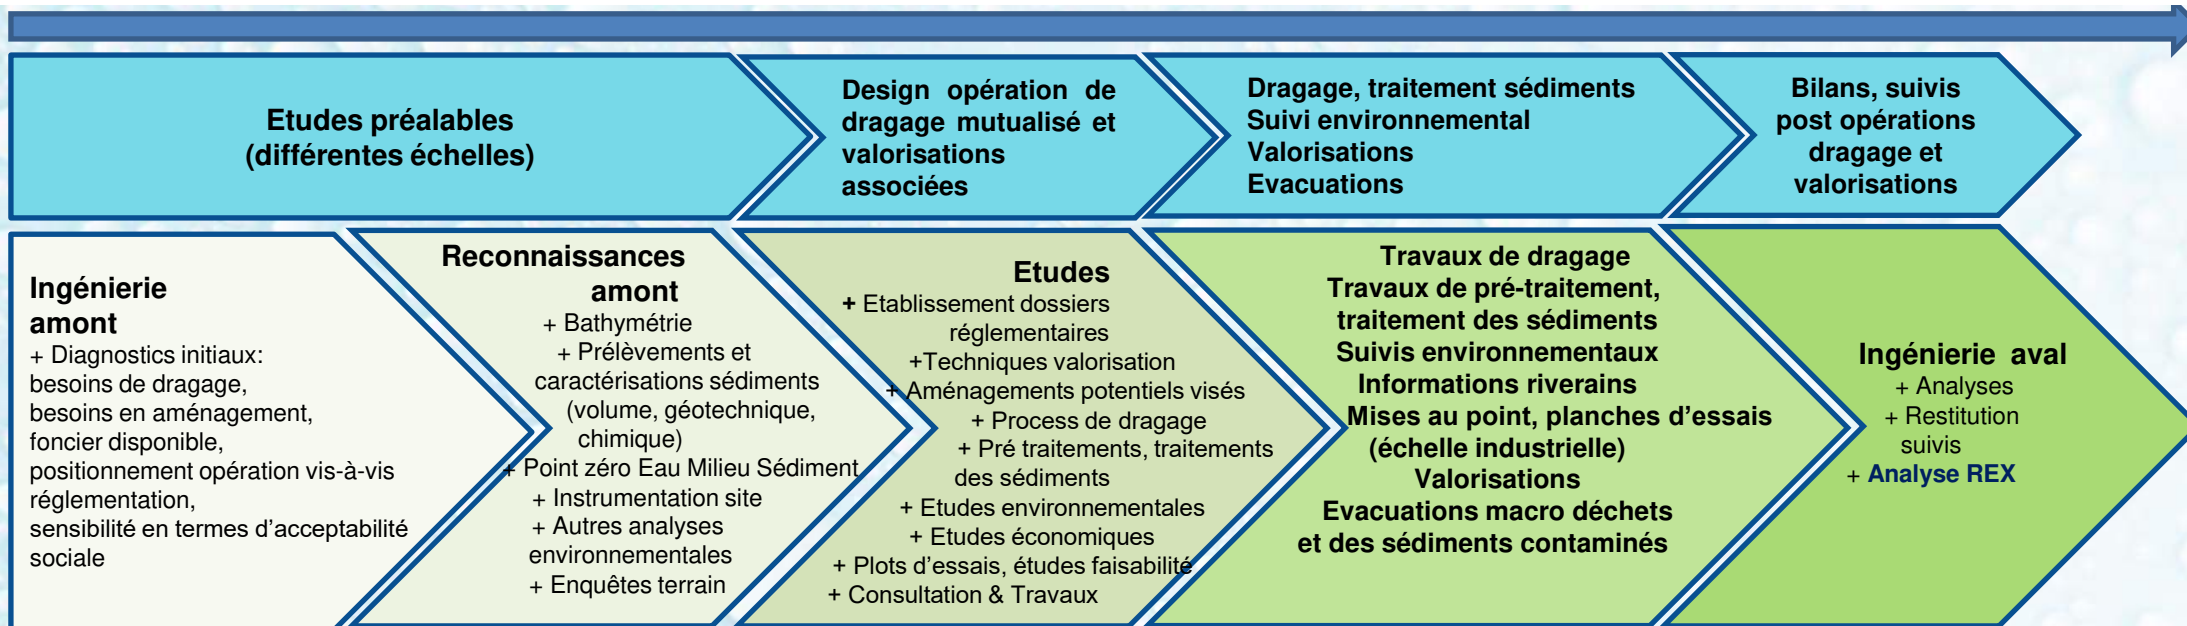 Etudes préalables
(différentes échelles)
Design opération de
dragage mutualisé et
valorisations
associées
Dragage, traitement sédiments
Suivi environnemental
Valorisations
Evacuations
Bilans, suivis
post opérations
dragage et
valorisations
Ingénierie
amont
+ Diagnostics initiaux:
besoins de dragage,
besoins en aménagement,
foncier disponible,
positionnement opération vis-à-vis
réglementation,
sensibilité en termes d’acceptabilité
sociale
Reconnaissances
amont
+ Bathymétrie
+ Prélèvements et
caractérisations sédiments
(volume, géotechnique,
chimique)
+ Point zéro Eau Milieu Sédiment
+ Instrumentation site
+ Autres analyses
environnementales
+ Enquêtes terrain
Etudes
+ Etablissement dossiers
réglementaires
+Techniques valorisation
+ Aménagements potentiels visés
+ Process de dragage
+ Pré traitements, traitements
des sédiments
+ Etudes environnementales
+ Etudes économiques
+ Plots d’essais, études faisabilité
+ Consultation & Travaux
Travaux de dragage
Travaux de pré-traitement,
traitement des sédiments
Suivis environnementaux
Informations riverains
Mises au point, planches d’essais
(échelle industrielle)
Valorisations
Evacuations macro déchets
et des sédiments contaminés
Ingénierie aval
+ Analyses
+ Restitution
suivis
+ Analyse REX